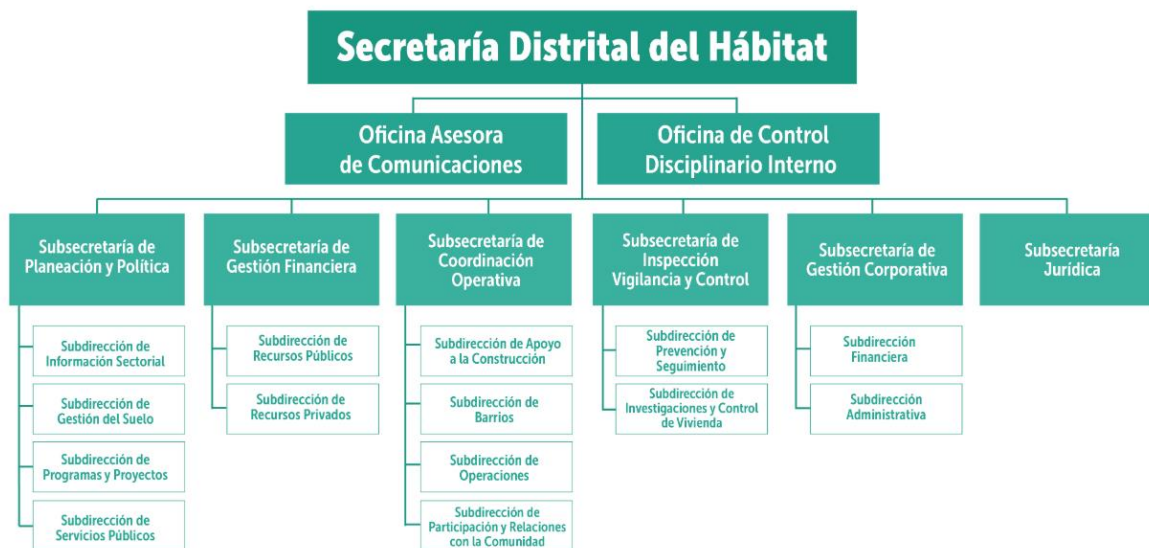 Secretaría Distrital del Hábitat
Oficina Asesora
de Comunicaciones
Oficina de Control
Disciplinario Interno
Subsecretaría de
Planeación y Política
Subdirección de
Información Sectorial
Subdirección de
Gestión del Suelo
Subdirección de
Programas y Proyectos
Subdirección de
Servicios Públicos
Subsecretaría de
Gestión Financiera
Subdirección de
Recursos Públicos
Subdirección de
Recursos Privados
Subsecretaría de
Coordinación
Operativa
Subdirección de Apoyo
a la Construcción
Subdirección de
Barrios
Subdirección de
Operaciones
Subdirección de
Participación y Relaciones
con la Comunidad
Subsecretaría de
Inspección
Vigilancia y Control
Subdirección de
Prevención y
Seguimiento
Subdirección de
Investigaciones y Control
de Vivienda
Subsecretaría de
Gestión Corporativa
Subdirección
Financiera
Subdirección
Administrativa
Subsecretaría
Jurídica